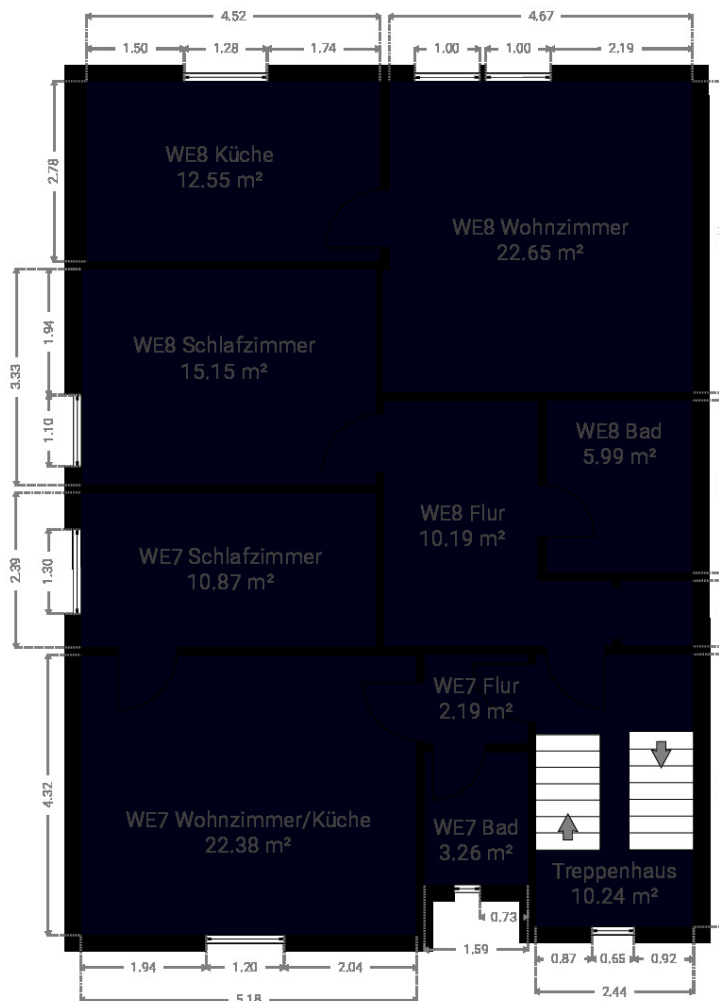 4.52
4.67
1.50
1.28
1.74
1.00
1.00
2.19
2.78
WE8 Küche
12.55 m²
WE8 Wohnzimmer
22.65 m²
3.33
1.94
WE8 Schlafzimmer
15.15 m²
1.10
WE8 Bad
5.99 m²
WE8 Flur
10.19 m²
2.39
1.30
WE7 Schlafzimmer
10.87 m²
WE7 Flur
2.19 m²
4.32
WE7 Wohnzimmer/Küche
22.38 m²
WE7 Bad
3.26 m²
Treppenhaus
10.24 m²
0,73
1.59
1.94
1.20
2.04
0,87
0,65
0,92
5.18
2.44